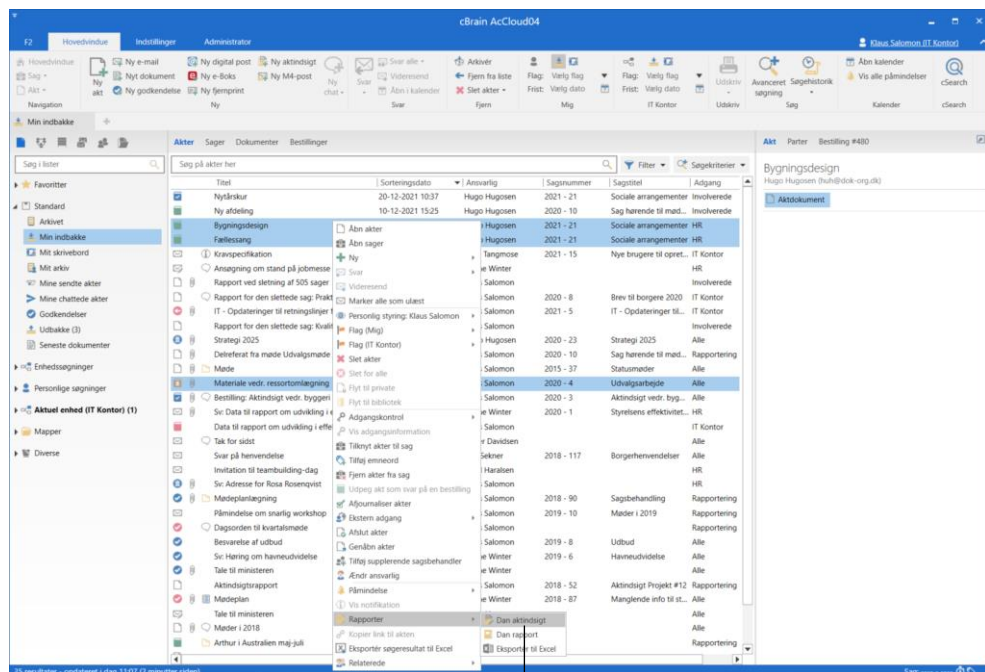 cBrain AcCloud04
F2 Hovedvindue Indstillinger Administrator Klaus Salomon (IT Kontor)
Hovedvindue
Sag
Akt
Navigation
Ny akt
Ny e-mail
Nyt dokument
Ny godkendelse
Ny digital post
Ny e-Boks
Ny fjernprint
Ny aktindsigt
Ny M4-post
Ny chat
Ny
Svar
Svar alle
Videresend
Åbn i kalender
Svar
Arkivér
Fjern fra liste
Slet akter
Fjern
Flag: Vælg flag
Frist: Vælg dato
Mig
Flag: Vælg flag
Frist: Vælg dato
IT Kontor
Udskriv
Udskriv
Avanceret søgning
Søgehistorik
Søg
Åbn kalender
Vis alle påmindelser
Kalender
cSearch
cSearch
Min indbakke
Søg i lister
Favoritter
Standard
Arkivet
Min indbakke
Mit skrivebord
Mit arkiv
Mine sendte akter
Mine chattede akter
Godkendelser
Udbakke (3)
Seneste dokumenter
Enhedssøgninger
Personlige søgninger
Aktuel enhed (IT Kontor) (1)
Mapper
Diverse
Akter Sager Dokumenter Bestillinger
Søg på akter her Filter Søgekriterier
Titel Sorteringsdato Ansvarlig Sagsnummer Sagstitel Adgang
Nytårskur 20-12-2021 10:37 Hugo Hugosen 2021 - 21 Sociale arrangementer Involverede
Ny afdeling 10-12-2021 15:25 Hugo Hugosen 2020 - 10 Sag hørende til mød... Rapportering
Bygningsdesign Hugosen 2021 - 21 Sociale arrangementer HR
Fællessang Hugosen 2021 - 21 Sociale arrangementer HR
Kravspecifikation Tangmose 2021 - 15 Nye brugere til opret... IT Kontor
Ansøgning om stand på jobmesse Winter HR
Rapport ved sletning af 505 sager Salomon Involverede
Rapport for den slettede sag: Prakt Salomon 2020 - 8 Brev til borgere 2020 IT Kontor
IT - Opdateringer til retningslinjer Salomon 2021 - 5 IT - Opdateringer til... IT Kontor
Rapport for den slettede sag: Kvalit Salomon Involverede
Strategi 2025 Hugosen 2020 - 23 Strategi 2025 Alle
Delreferat fra møde Udvalgsmøde Salomon 2020 - 10 Sag hørende til mød... Rapportering
Møde Salomon 2015 - 37 Statusmøder Alle
Materiale vedr. ressortomlægning Salomon 2020 - 4 Udvalgsarbejde Alle
Bestilling: Aktindsigt vedr. byggeri Salomon 2020 - 3 Aktindsigt vedr. byg... Alle
Sv: Data til rapport om udvikling i e Winter 2020 - 1 Styrelsens effektivitet... HR
Data til rapport om udvikling i effe Salomon IT Kontor
Tak for sidst Davidsen Alle
Svar på henvendelse Sekner 2018 - 117 Borgerhenvendelser Alle
Invitation til teambuilding-dag Haralsen HR
Sv: Adresse for Rosa Rosenqvist Salomon HR
Mødeplanlægning Salomon 2018 - 90 Sagsbehandling Rapportering
Påmindelse om snarlig workshop Salomon 2019 - 10 Møder i 2019 Rapportering
Dagsorden til kvartalsmøde Salomon Rapportering
Besvarelse af udbud Salomon 2019 - 8 Udbud Alle
Sv: Høring om havneudvidelse Winter 2019 - 6 Havneudvidelse Alle
Tale til ministeren Winter Alle
Aktindsigtsrapport Salomon 2018 - 52 Aktindsigt Projekt #12 Rapportering
Mødeplan Winter 2018 - 87 Manglende info til st... Alle
Tale til ministeren Alle
Møder i 2018 Alle
Arthur i Australien maj-juli Rapportering
Åbn akter
Åbn sager
Ny
Svar
Videresend
Marker alle som ulæst
Personlig styring: Klaus Salomon
Flag (Mig)
Flag (IT Kontor)
Slet akter
Slet for alle
Flyt til private
Flyt til bibliotek
Adgangskontrol
Vis adgangsinformation
Tilknyt akter til sag
Tilføj emneord
Fjern akter fra sag
Udpeg akt som svar på en bestilling
Afjournaliser akter
Ekstern adgang
Afslut akter
Genåbn akter
Tilføj supplerende sagsbehandler
Ændr ansvarlig
Påmindelse
Vis notifikation
Rapporter
Kopier link til akten
Eksportér søgeresultat til Excel
Relaterede
Dan aktindsigt
Dan rapport
Eksporter til Excel
Akt Parter Bestilling #480
Bygningsdesign
Hugo Hugosen (huh@dok-org.dk)
Aktdokument